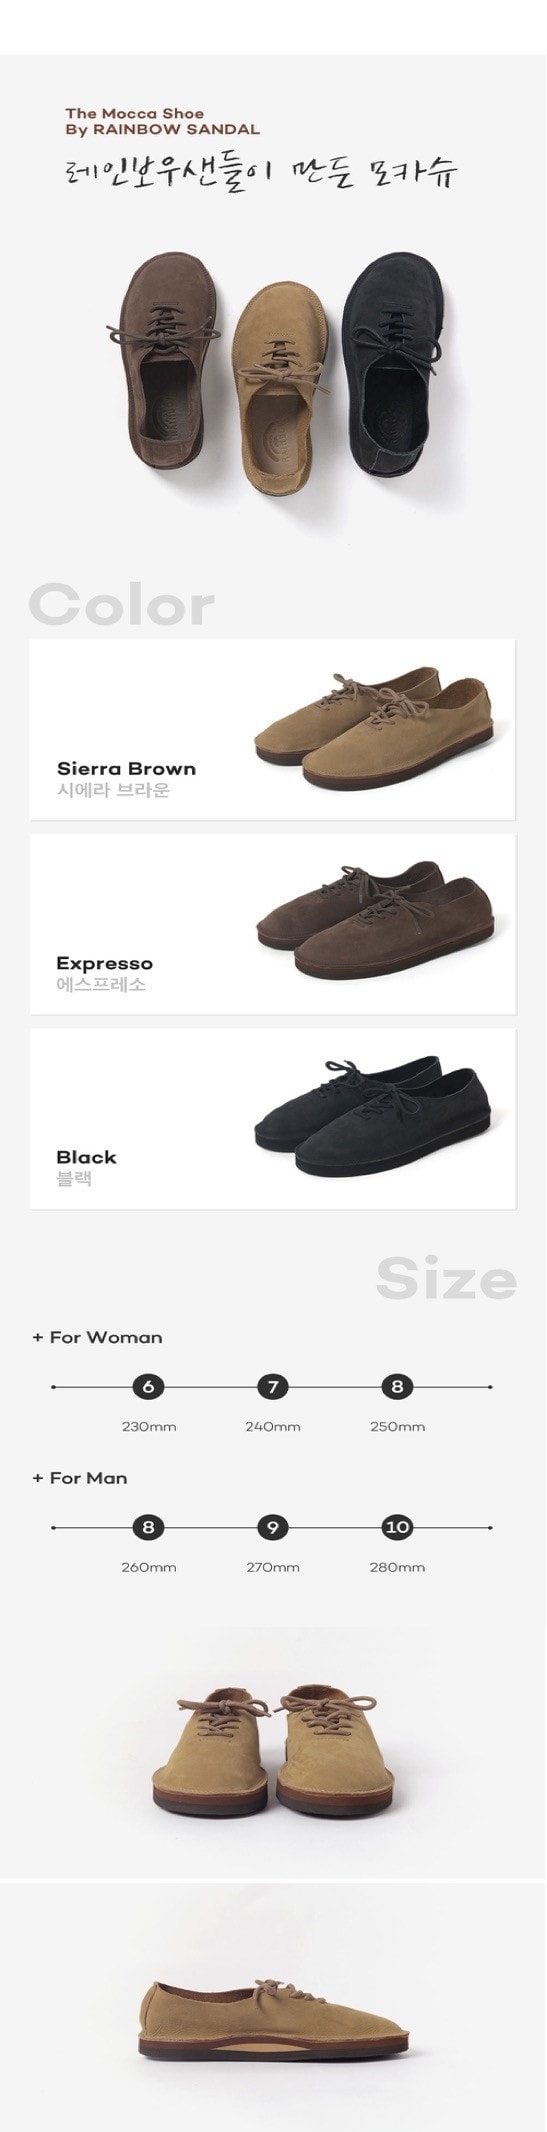 The Mocca Shoe
By RAINBOW SANDAL
레인보우샌들이 만든 모카슈
Color
Sierra Brown
시에라 브라운
Expresso
에스프레소
Black
블랙
Size
+ For Woman
6 7 8
230mm 240mm 250mm
+ For Man
8 9 10
260mm 270mm 280mm